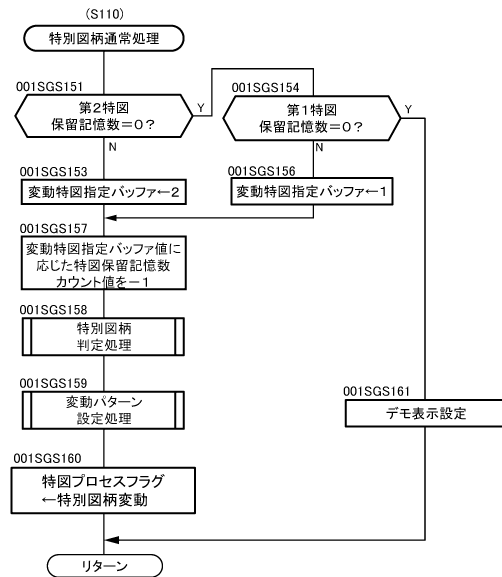 (S110)
特別図柄通常処理
001SGS151
第2特図
保留記憶数=0?
Y
N
001SGS154
第1特図
保留記憶数=0?
Y
N
001SGS153
変動特図指定バッファ←2
001SGS156
変動特図指定バッファ←1
001SGS157
変動特図指定バッファ値に
応じた特図保留記憶数
カウント値を-1
001SGS158
特別図柄
判定処理
001SGS159
変動パターン
設定処理
001SGS161
デモ表示設定
001SGS160
特図プロセスフラグ
←特別図柄変動
リターン